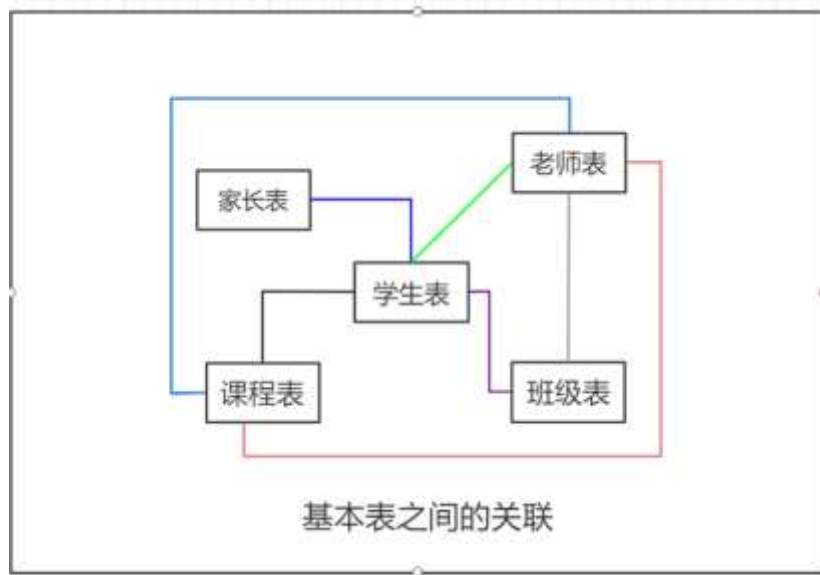 老师表
家长表
学生表
课程表
班级表
基本表之间的关联